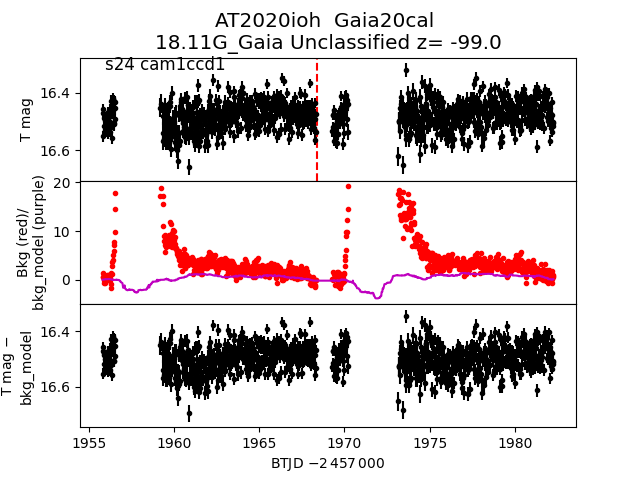 AT2020ioh  Gaia20cal
18.11G_Gaia Unclassified z= -99.0
s24 cam1ccd1
T mag
16.4
16.6
Bkg (red)/
bkg_model (purple)
20
10
0
T mag −
bkg_model
16.4
16.6
1955 1960 1965 1970 1975 1980
BTJD −2 457 000